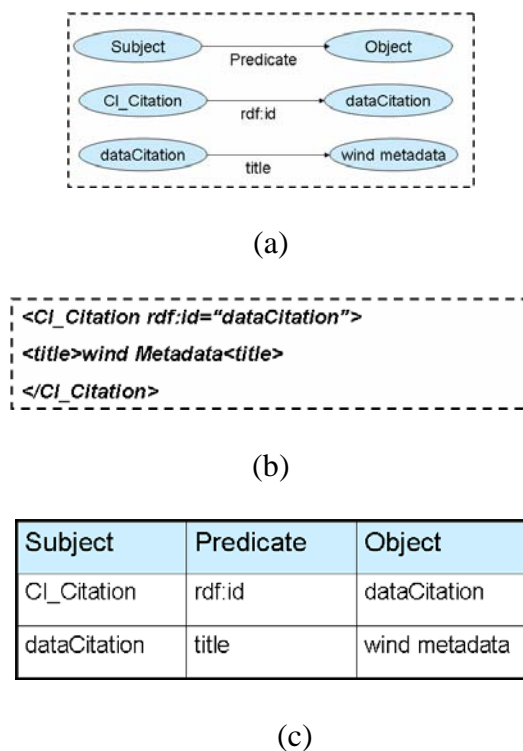 Subject Object
Predicate
CI_Citation dataCitation
rdf:id
dataCitation wind metadata
title
(a)
<CI_Citation rdf:id=“dataCitation”>
<title>wind Metadata<title>
</CI_Citation>
(b)
Subject Predicate Object
CI_Citation rdf:id dataCitation
dataCitation title wind metadata
(c)